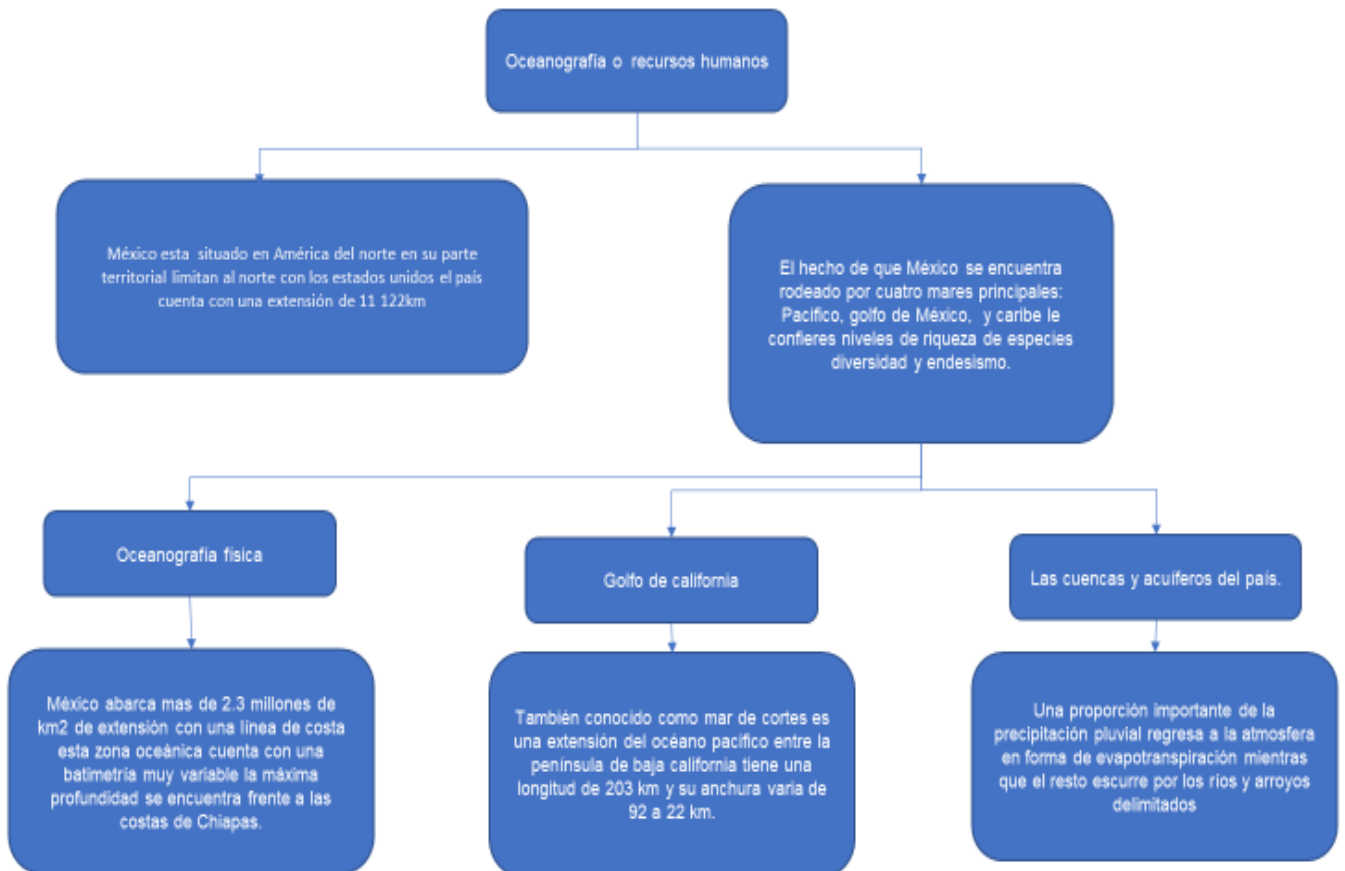 Oceanografía o recursos humanos
México esta situado en América del norte en su parte
territorial limitan al norte con los estados unidos el país
cuenta con una extensión de 11 122km
El hecho de que México se encuentra
rodeado por cuatro mares principales:
Pacifico, golfo de México, y caribe le
confieres niveles de riqueza de especies
diversidad y endesismo.
Oceanografía física
Golfo de california
Las cuencas y acuíferos del país.
México abarca mas de 2.3 millones de
km2 de extensión con una línea de costa
esta zona oceánica cuenta con una
batimetría muy variable la máxima
profundidad se encuentra frente a las
costas de Chiapas.
También conocido como mar de cortes es
una extensión del océano pacifico entre la
península de baja california tiene una
longitud de 203 km y su anchura varia de
92 a 22 km.
Una proporción importante de la
precipitación pluvial regresa a la atmosfera
en forma de evapotranspiración mientras
que el resto escurre por los ríos y arroyos
delimitados